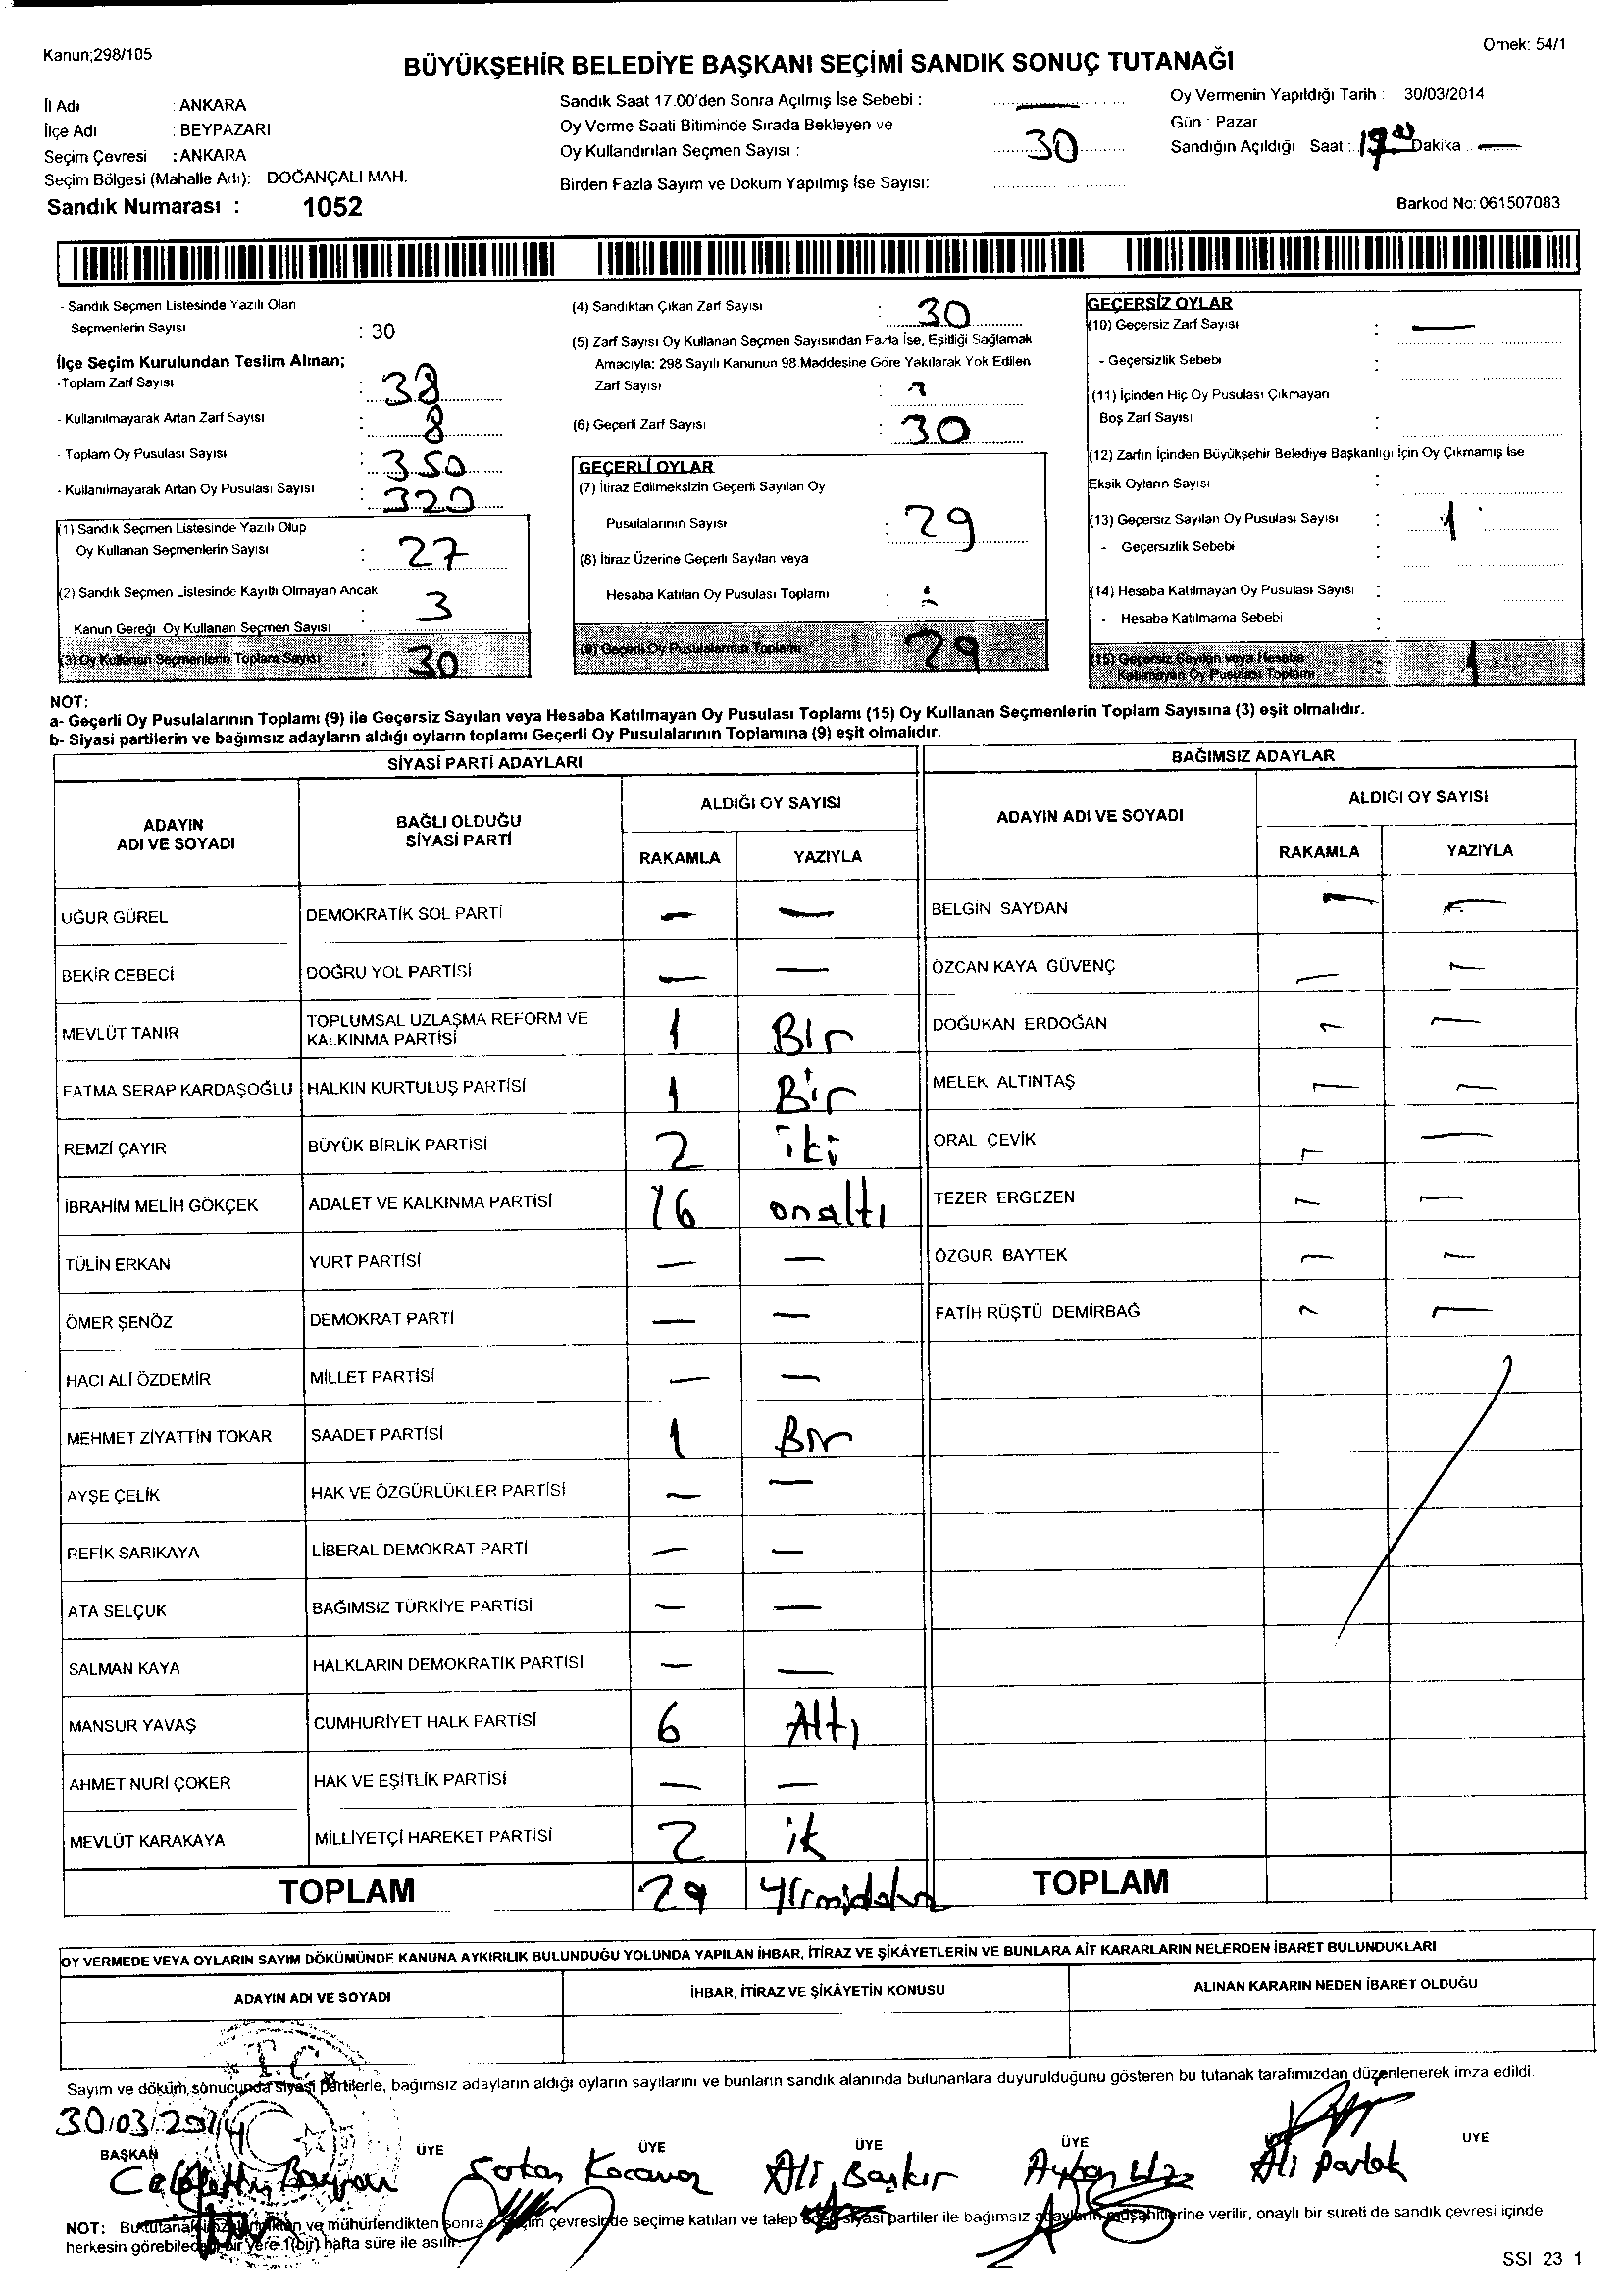 Kanun;298/105
Örnek: 54/1
BÜYÜKŞEHİR BELEDİYE BAŞKANI SEÇİMİ SANDIK SONUÇ TUTANAĞI
İl Adı : ANKARA
İlçe Adı : BEYPAZARI
Seçim Çevresi : ANKARA
Seçim Bölgesi (Mahalle Adı): DOĞANÇALI MAH.
Sandık Numarası : 1052
Sandık Saat 17.00'den Sonra Açılmış İse Sebebi : —
Oy Verme Saati Bitiminde Sırada Bekleyen ve
Oy Kullandırılan Seçmen Sayısı : 30
Birden Fazla Sayım ve Döküm Yapılmış İse Sayısı:
Oy Vermenin Yapıldığı Tarih : 30/03/2014
Gün : Pazar
Sandığın Açıldığı Saat : Dakika : —
Barkod No: 061507083
- Sandık Seçmen Listesinde Yazılı Olan
Seçmenlerin Sayısı : 30
İlçe Seçim Kurulundan Teslim Alınan;
-Toplam Zarf Sayısı : 38
- Kullanılmayarak Artan Zarf Sayısı : 8
- Toplam Oy Pusulası Sayısı : 350
- Kullanılmayarak Artan Oy Pusulası Sayısı : 320
(1) Sandık Seçmen Listesinde Yazılı Olup
Oy Kullanan Seçmenlerin Sayısı : 27
(2) Sandık Seçmen Listesinde Kayıtlı Olmayan Ancak
Kanun Gereği Oy Kullanan Seçmen Sayısı : 3
(3) Oy Kullanan Seçmenlerin Toplam Sayısı : 30
(4) Sandıktan Çıkan Zarf Sayısı : 30
(5) Zarf Sayısı Oy Kullanan Seçmen Sayısından Fazla İse, Eşitliği Sağlamak
Amacıyla: 298 Sayılı Kanunun 98.Maddesine Göre Yakılarak Yok Edilen
Zarf Sayısı :
(6) Geçerli Zarf Sayısı : 30
GEÇERLİ OYLAR
(7) İtiraz Edilmeksizin Geçerli Sayılan Oy
Pusulalarının Sayısı : 29
(8) İtiraz Üzerine Geçerli Sayılan veya
Hesaba Katılan Oy Pusulası Toplamı :
(9) Geçerli Oy Pusulalarının Toplamı 29
GEÇERSİZ OYLAR
(10) Geçersiz Zarf Sayısı : —
- Geçersizlik Sebebi :
(11) İçinden Hiç Oy Pusulası Çıkmayan
Boş Zarf Sayısı :
(12) Zarfın İçinden Büyükşehir Belediye Başkanlığı İçin Oy Çıkmamış İse
Eksik Oyların Sayısı :
(13) Geçersiz Sayılan Oy Pusulası Sayısı : 1
- Geçersizlik Sebebi :
(14) Hesaba Katılmayan Oy Pusulası Sayısı :
- Hesaba Katılmama Sebebi :
(15) Geçersiz Sayılan veya Hesaba
Katılmayan Oy Pusulası Toplamı : 1
NOT:
a- Geçerli Oy Pusulalarının Toplamı (9) ile Geçersiz Sayılan veya Hesaba Katılmayan Oy Pusulası Toplamı (15) Oy Kullanan Seçmenlerin Toplam Sayısına (3) eşit olmalıdır.
b- Siyasi partilerin ve bağımsız adayların aldığı oyların toplamı Geçerli Oy Pusulalarının Toplamına (9) eşit olmalıdır.
SİYASİ PARTİ ADAYLARI
ADAYIN ADI VE SOYADI
BAĞLI OLDUĞU SİYASİ PARTİ
ALDIĞI OY SAYISI
RAKAMLA YAZIYLA
UĞUR GÜREL DEMOKRATİK SOL PARTİ — —
BEKİR CEBECİ DOĞRU YOL PARTİSİ — —
MEVLÜT TANIR TOPLUMSAL UZLAŞMA REFORM VE KALKINMA PARTİSİ 1 Bir
FATMA SERAP KARDAŞOĞLU HALKIN KURTULUŞ PARTİSİ 1 Bir
REMZİ ÇAYIR BÜYÜK BİRLİK PARTİSİ 2 iki
İBRAHİM MELİH GÖKÇEK ADALET VE KALKINMA PARTİSİ 16 onaltı
TÜLİN ERKAN YURT PARTİSİ — —
ÖMER ŞENÖZ DEMOKRAT PARTİ — —
HACI ALİ ÖZDEMİR MİLLET PARTİSİ — —
MEHMET ZİYATTİN TOKAR SAADET PARTİSİ 1 Bir
AYŞE ÇELİK HAK VE ÖZGÜRLÜKLER PARTİSİ — —
REFİK SARIKAYA LİBERAL DEMOKRAT PARTİ — —
ATA SELÇUK BAĞIMSIZ TÜRKİYE PARTİSİ — —
SALMAN KAYA HALKLARIN DEMOKRATİK PARTİSİ — —
MANSUR YAVAŞ CUMHURİYET HALK PARTİSİ 6 Altı
AHMET NURİ ÇOKER HAK VE EŞİTLİK PARTİSİ — —
MEVLÜT KARAKAYA MİLLİYETÇİ HAREKET PARTİSİ 2 ik
TOPLAM 29 Yirmidokuz
BAĞIMSIZ ADAYLAR
ADAYIN ADI VE SOYADI
ALDIĞI OY SAYISI
RAKAMLA YAZIYLA
BELGİN SAYDAN — —
ÖZCAN KAYA GÜVENÇ — —
DOĞUKAN ERDOĞAN — —
MELEK ALTINTAŞ — —
ORAL ÇEVİK — —
TEZER ERGEZEN — —
ÖZGÜR BAYTEK — —
FATİH RÜŞTÜ DEMİRBAĞ — —
TOPLAM
OY VERMEDE VEYA OYLARIN SAYIM DÖKÜMÜNDE KANUNA AYKIRILIK BULUNDUĞU YOLUNDA YAPILAN İHBAR, İTİRAZ VE ŞİKÂYETLERİN VE BUNLARA AİT KARARLARIN NELERDEN İBARET BULUNDUKLARI
ADAYIN ADI VE SOYADI İHBAR, İTİRAZ VE ŞİKÂYETİN KONUSU ALINAN KARARIN NEDEN İBARET OLDUĞU
T.C.
Sayım ve döküm sonucunda siyasi partilerle, bağımsız adayların aldığı oyların sayılarını ve bunların sandık alanında bulunanlara duyurulduğunu gösteren bu tutanak tarafımızdan düzenlenerek imza edildi.
30/03/2014
BAŞKAN ÜYE ÜYE ÜYE ÜYE ÜYE
Bayram Ali Başkır Ali Parlak
NOT: Bu tutanak ve mühürlendikten sonra seçim çevresinde seçime katılan ve talep eden siyasi partiler ile bağımsız adayların müşahitlerine verilir, onaylı bir sureti de sandık çevresi içinde
herkesin görebileceği bir yere 1(bir) hafta süre ile asılır.
SSI 23 1